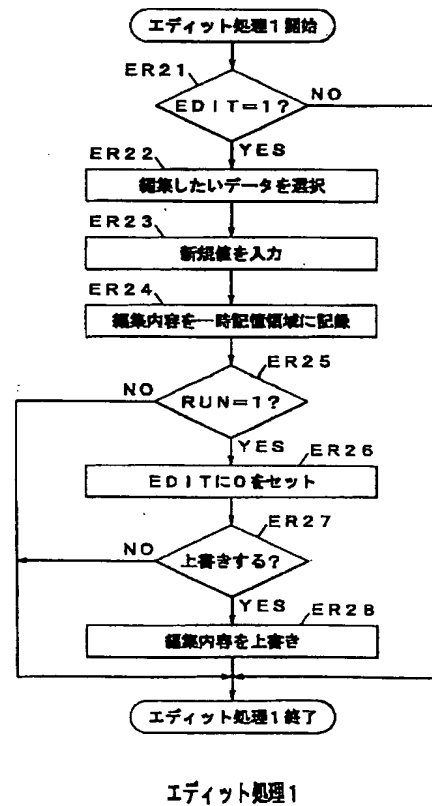 エディット処理1開始
ER21
EDIT=1?
NO
YES
ER22
編集したいデータを選択
ER23
新規値を入力
ER24
編集内容を一時記憶領域に記録
ER25
NO
RUN=1?
YES
ER26
EDITに0をセット
ER27
NO
上書きする?
YES
ER28
編集内容を上書き
エディット処理1終了
エディット処理1